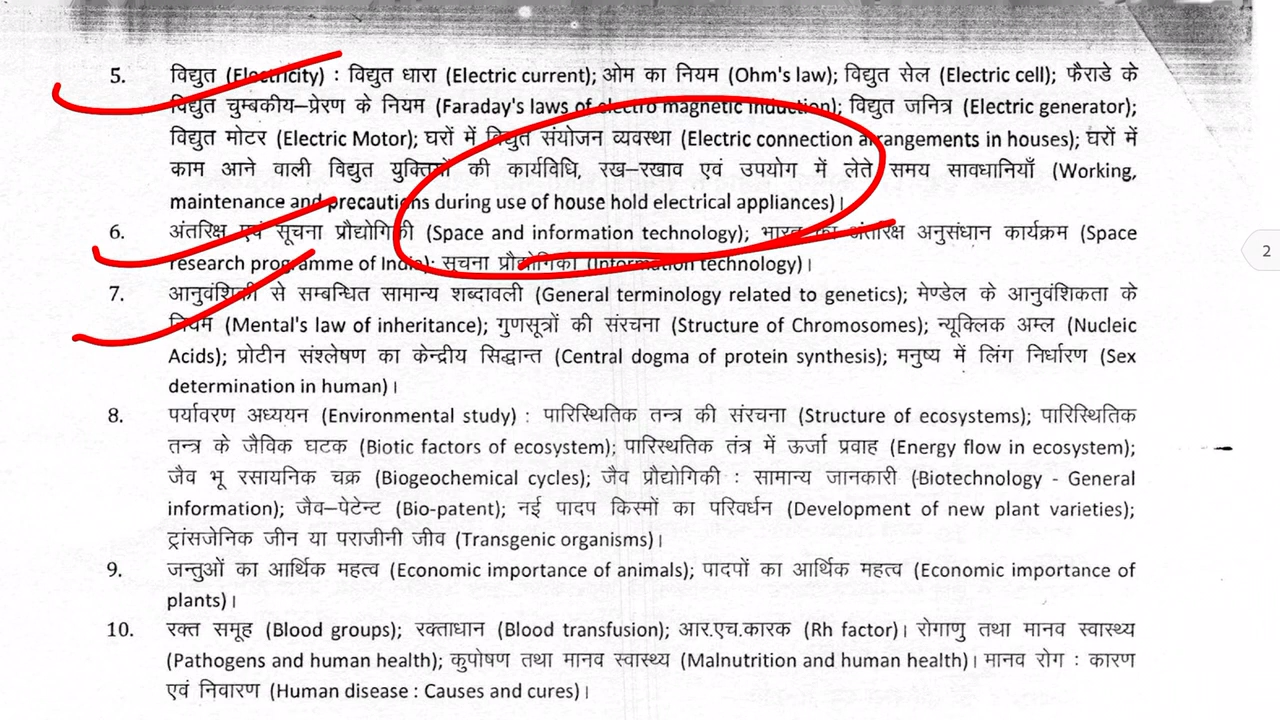 5. विद्युत (Electricity) : विद्युत धारा (Electric current); ओम का नियम (Ohm's law); विद्युत सेल (Electric cell); फैराडे के
विद्युत चुम्बकीय–प्रेरण के नियम (Faraday's laws of electro magnetic induction); विद्युत जनित्र (Electric generator);
विद्युत मोटर (Electric Motor); घरों में विद्युत संयोजन व्यवस्था (Electric connection arrangements in houses); घरों में
काम आने वाली विद्युत युक्तियों की कार्यविधि, रख–रखाव एवं उपयोग में लेते समय सावधानियाँ (Working,
maintenance and precautions during use of house hold electrical appliances)।
6. अंतरिक्ष एवं सूचना प्रौद्योगिकी (Space and information technology); भारत का अंतरिक्ष अनुसंधान कार्यक्रम (Space
research programme of India); सूचना प्रौद्योगिकी (Information technology)।
7. आनुवंशिकी से सम्बन्धित सामान्य शब्दावली (General terminology related to genetics); मेण्डेल के आनुवंशिकता के
नियम (Mental's law of inheritance); गुणसूत्रों की संरचना (Structure of Chromosomes); न्यूक्लिक अम्ल (Nucleic
Acids); प्रोटीन संश्लेषण का केन्द्रीय सिद्धान्त (Central dogma of protein synthesis); मनुष्य में लिंग निर्धारण (Sex
determination in human)।
8. पर्यावरण अध्ययन (Environmental study) : पारिस्थितिक तन्त्र की संरचना (Structure of ecosystems); पारिस्थितिक
तन्त्र के जैविक घटक (Biotic factors of ecosystem); पारिस्थतिक तंत्र में ऊर्जा प्रवाह (Energy flow in ecosystem);
जैव भू रसायनिक चक्र (Biogeochemical cycles); जैव प्रौद्योगिकी : सामान्य जानकारी (Biotechnology - General
information); जैव–पेटेन्ट (Bio-patent); नई पादप किस्मों का परिवर्धन (Development of new plant varieties);
ट्रांसजेनिक जीन या पराजीनी जीव (Transgenic organisms)।
9. जन्तुओं का आर्थिक महत्व (Economic importance of animals); पादपों का आर्थिक महत्व (Economic importance of
plants)।
10. रक्त समूह (Blood groups); रक्ताधान (Blood transfusion); आर.एच.कारक (Rh factor)। रोगाणु तथा मानव स्वास्थ्य
(Pathogens and human health); कुपोषण तथा मानव स्वास्थ्य (Malnutrition and human health)। मानव रोग : कारण
एवं निवारण (Human disease : Causes and cures)।
2